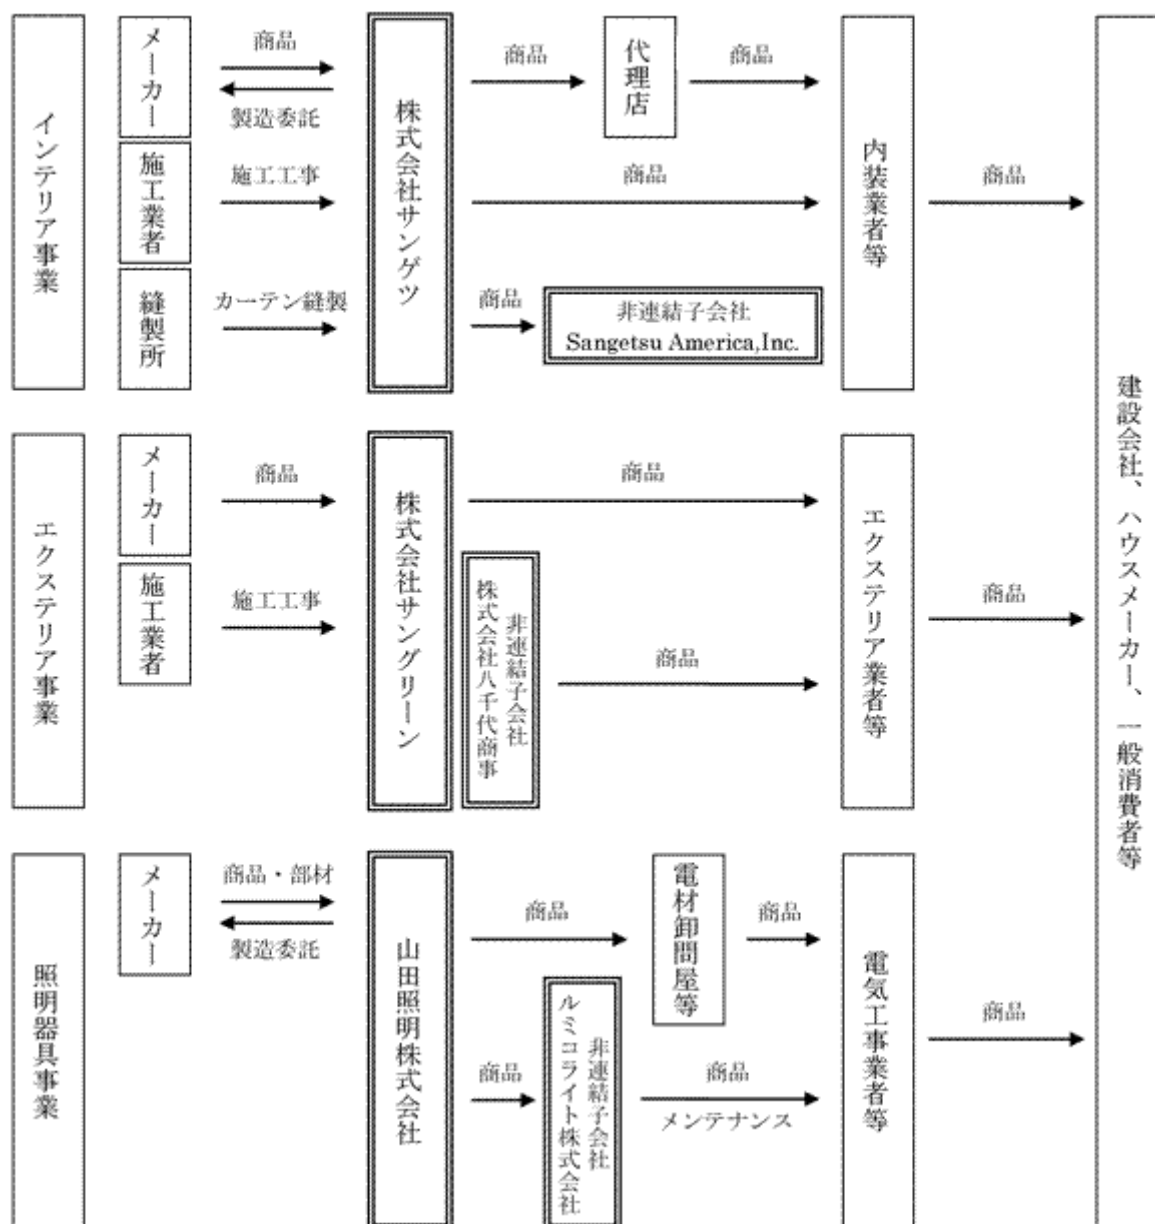 インテリア事業
メーカー
商品
製造委託
施工業者
施工工事
縫製所
カーテン縫製
株式会社サンゲツ
商品
代理店
商品
商品
商品
非連結子会社
Sangetsu America,Inc.
内装業者等
商品
エクステリア事業
メーカー
商品
施工業者
施工工事
株式会社サングリーン
商品
非連結子会社
株式会社八千代商事
商品
エクステリア業者等
商品
照明器具事業
メーカー
商品・部材
製造委託
山田照明株式会社
商品
電材卸問屋等
商品
商品
非連結子会社
ルミコライト株式会社
商品
メンテナンス
電気工事業者等
商品
建設会社、ハウスメーカー、一般消費者等